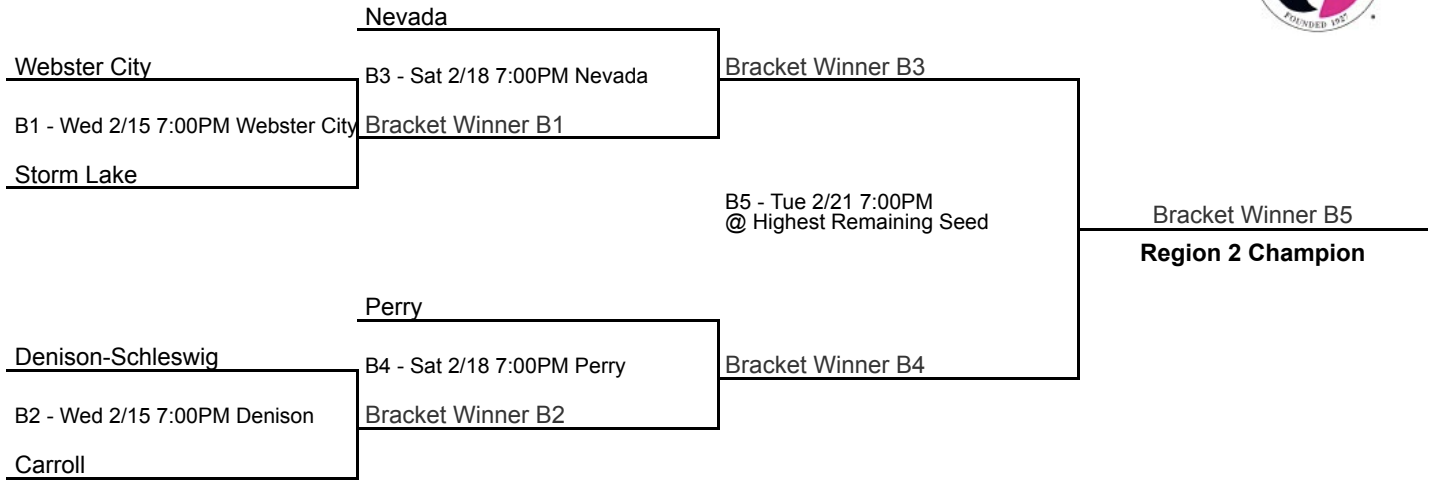 FOUNDED 1927
Nevada
Webster City
B3 - Sat 2/18 7:00PM Nevada
Bracket Winner B3
B1 - Wed 2/15 7:00PM Webster City
Bracket Winner B1
Storm Lake
B5 - Tue 2/21 7:00PM
@ Highest Remaining Seed
Bracket Winner B5
Region 2 Champion
Perry
Denison-Schleswig
B4 - Sat 2/18 7:00PM Perry
Bracket Winner B4
B2 - Wed 2/15 7:00PM Denison
Bracket Winner B2
Carroll